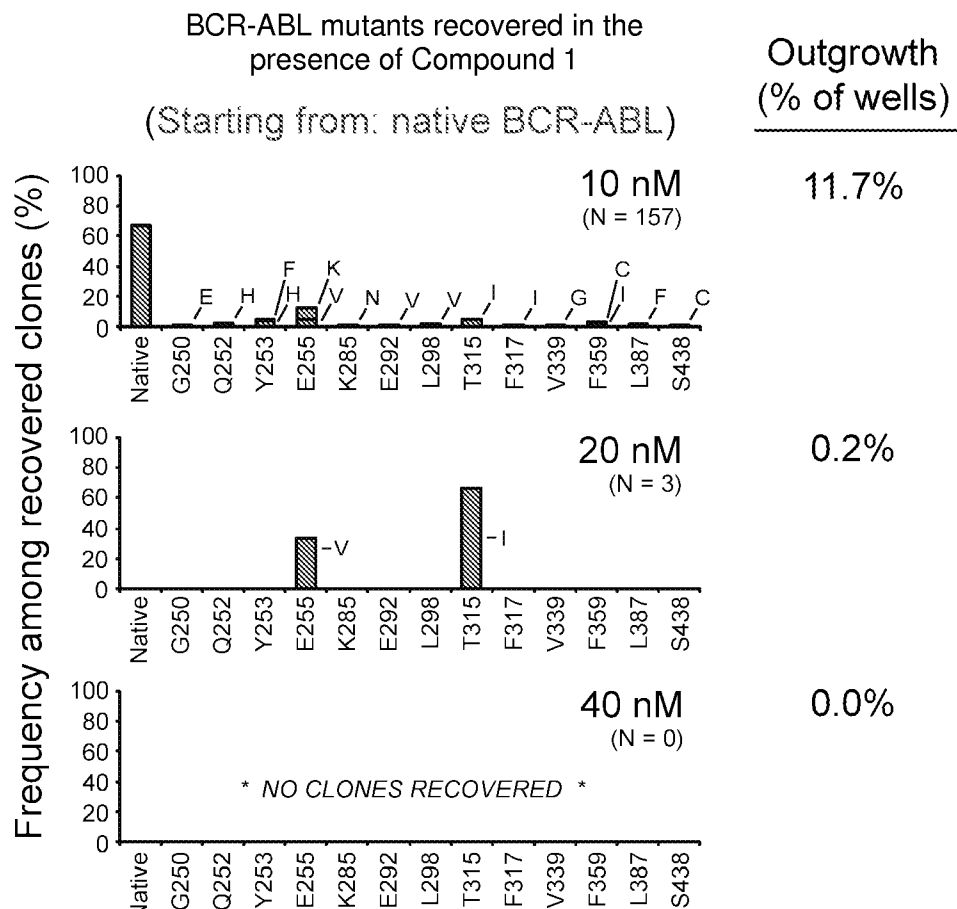 BCR-ABL mutants recovered in the
presence of Compound 1
(Starting from: native BCR-ABL)
Outgrowth
(% of wells)
Frequency among recovered clones (%)
100
80
60
40
20
0
10 nM
(N = 157)
11.7%
E
H
F
H
K
V
N
V
V
I
I
G
C
I
F
C
Native
G250
Q252
Y253
E255
K285
E292
L298
T315
F317
V339
F359
L387
S438
100
80
60
40
20
0
20 nM
(N = 3)
0.2%
V
I
Native
G250
Q252
Y253
E255
K285
E292
L298
T315
F317
V339
F359
L387
S438
100
80
60
40
20
0
40 nM
(N = 0)
0.0%
* NO CLONES RECOVERED *
Native
G250
Q252
Y253
E255
K285
E292
L298
T315
F317
V339
F359
L387
S438